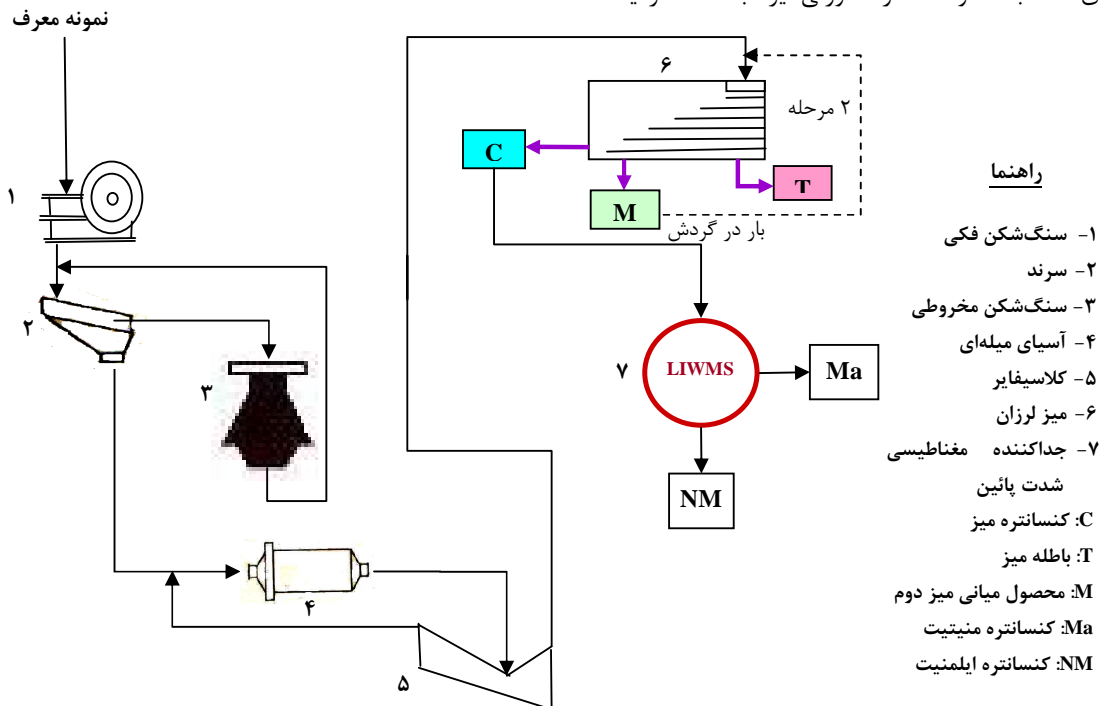 نمونه معرف
۱
۲
۳
۴
۵
۶
۲ مرحله
C
M
T
بار در گردش
۷
LIWMS
Ma
NM
راهنما
۱- سنگ‌شکن فکی
۲- سرند
۳- سنگ‌شکن مخروطی
۴- آسیای میله‌ای
۵- کلاسیفایر
۶- میز لرزان
۷- جداکننده مغناطیسی
شدت پائین
C: کنسانتره میز
T: باطله میز
M: محصول میانی میز دوم
Ma: کنسانتره منیتیت
NM: کنسانتره ایلمنیت